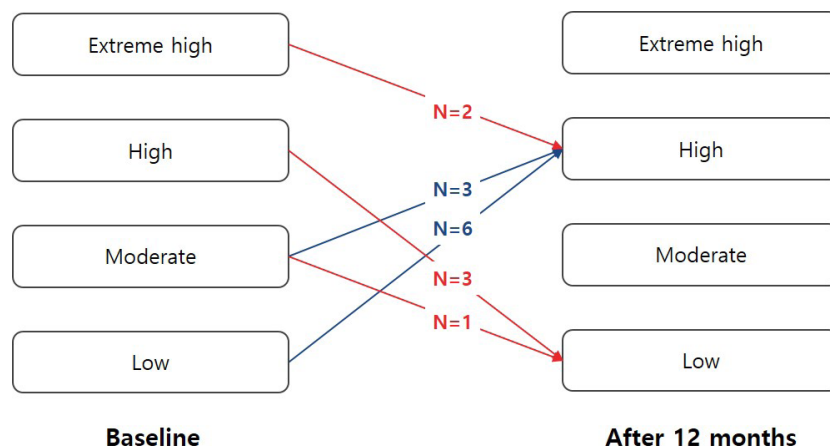 Extreme high
Extreme high
N=2
High
High
N=3
N=6
Moderate
Moderate
N=3
N=1
Low
Low
Baseline
After 12 months